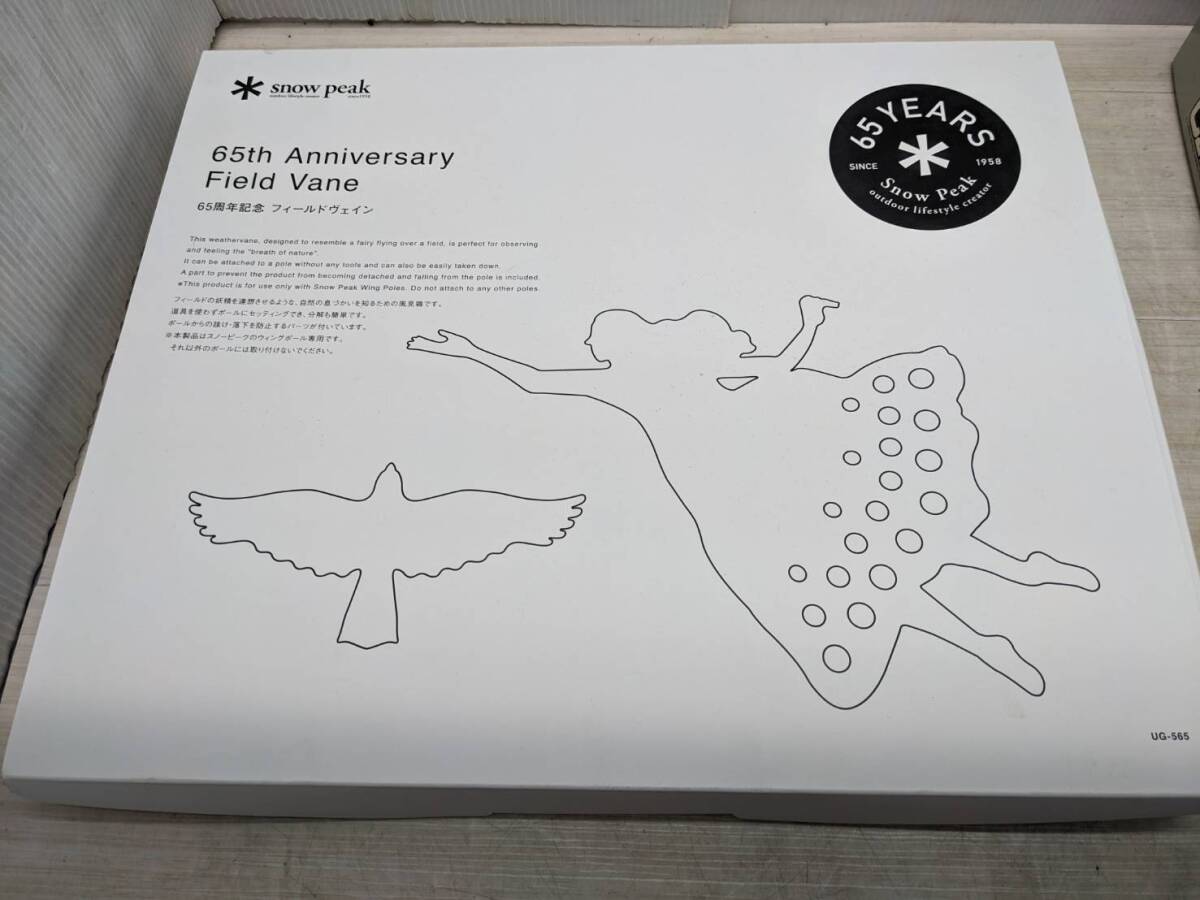 snow peak
outdoor lifestyle creator since 1958
65th Anniversary
Field Vane
65周年記念 フィールドヴェイン
This weathervane, designed to resemble a fairy flying over a field, is perfect for observing
and feeling the "breath of nature".
It can be attached to a pole without any tools and can also be easily taken down.
A part to prevent the product from becoming detached and falling from the pole is included.
※This product is for use only with Snow Peak Wing Poles. Do not attach to any other poles.
フィールドの妖精を連想させるような、自然の息づかいを知るための風見鶏です。
道具を使わずポールにセッティングでき、分解も簡単です。
ポールからの抜け・落下を防止するパーツが付いています。
※本製品はスノーピークのウィングポール専用です。
それ以外のポールには取り付けないでください。
65 YEARS
SINCE 1958
Snow Peak
outdoor lifestyle creator
UG-565